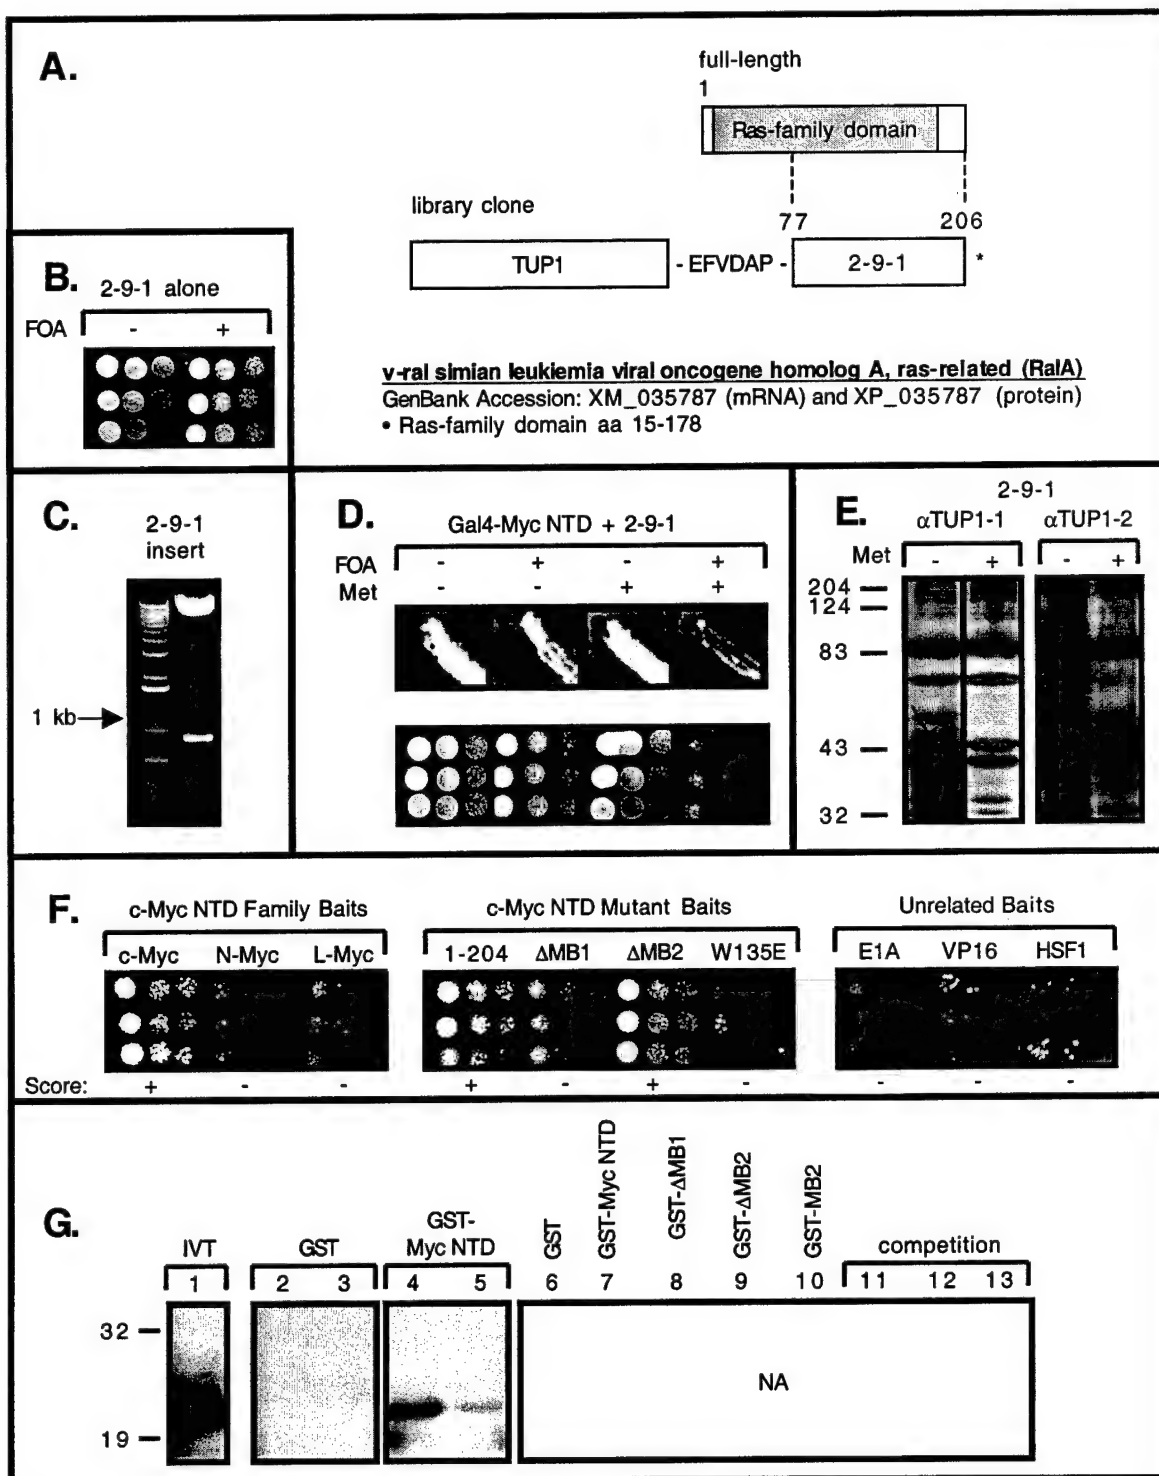 A.
full-length
1
Ras-family domain
library clone
77 206
TUP1 - EFVDAP - 2-9-1 *
v-ral simian leukiemia viral oncogene homolog A, ras-related (RalA)
GenBank Accession: XM_035787 (mRNA) and XP_035787 (protein)
• Ras-family domain aa 15-178
B.
2-9-1 alone
FOA - +
C.
2-9-1
insert
1 kb
D.
Gal4-Myc NTD + 2-9-1
FOA - + - +
Met - - + +
E.
2-9-1
αTUP1-1 αTUP1-2
Met - + - +
204
124
83
43
32
F.
c-Myc NTD Family Baits
c-Myc N-Myc L-Myc
c-Myc NTD Mutant Baits
1-204 ΔMB1 ΔMB2 W135E
Unrelated Baits
E1A VP16 HSF1
Score: + - - + - + - - - -
G.
IVT
1
GST
2 3
GST-
Myc NTD
4 5
GST
GST-Myc NTD
GST-ΔMB1
GST-ΔMB2
GST-MB2
competition
6 7 8 9 10 11 12 13
32
19
NA